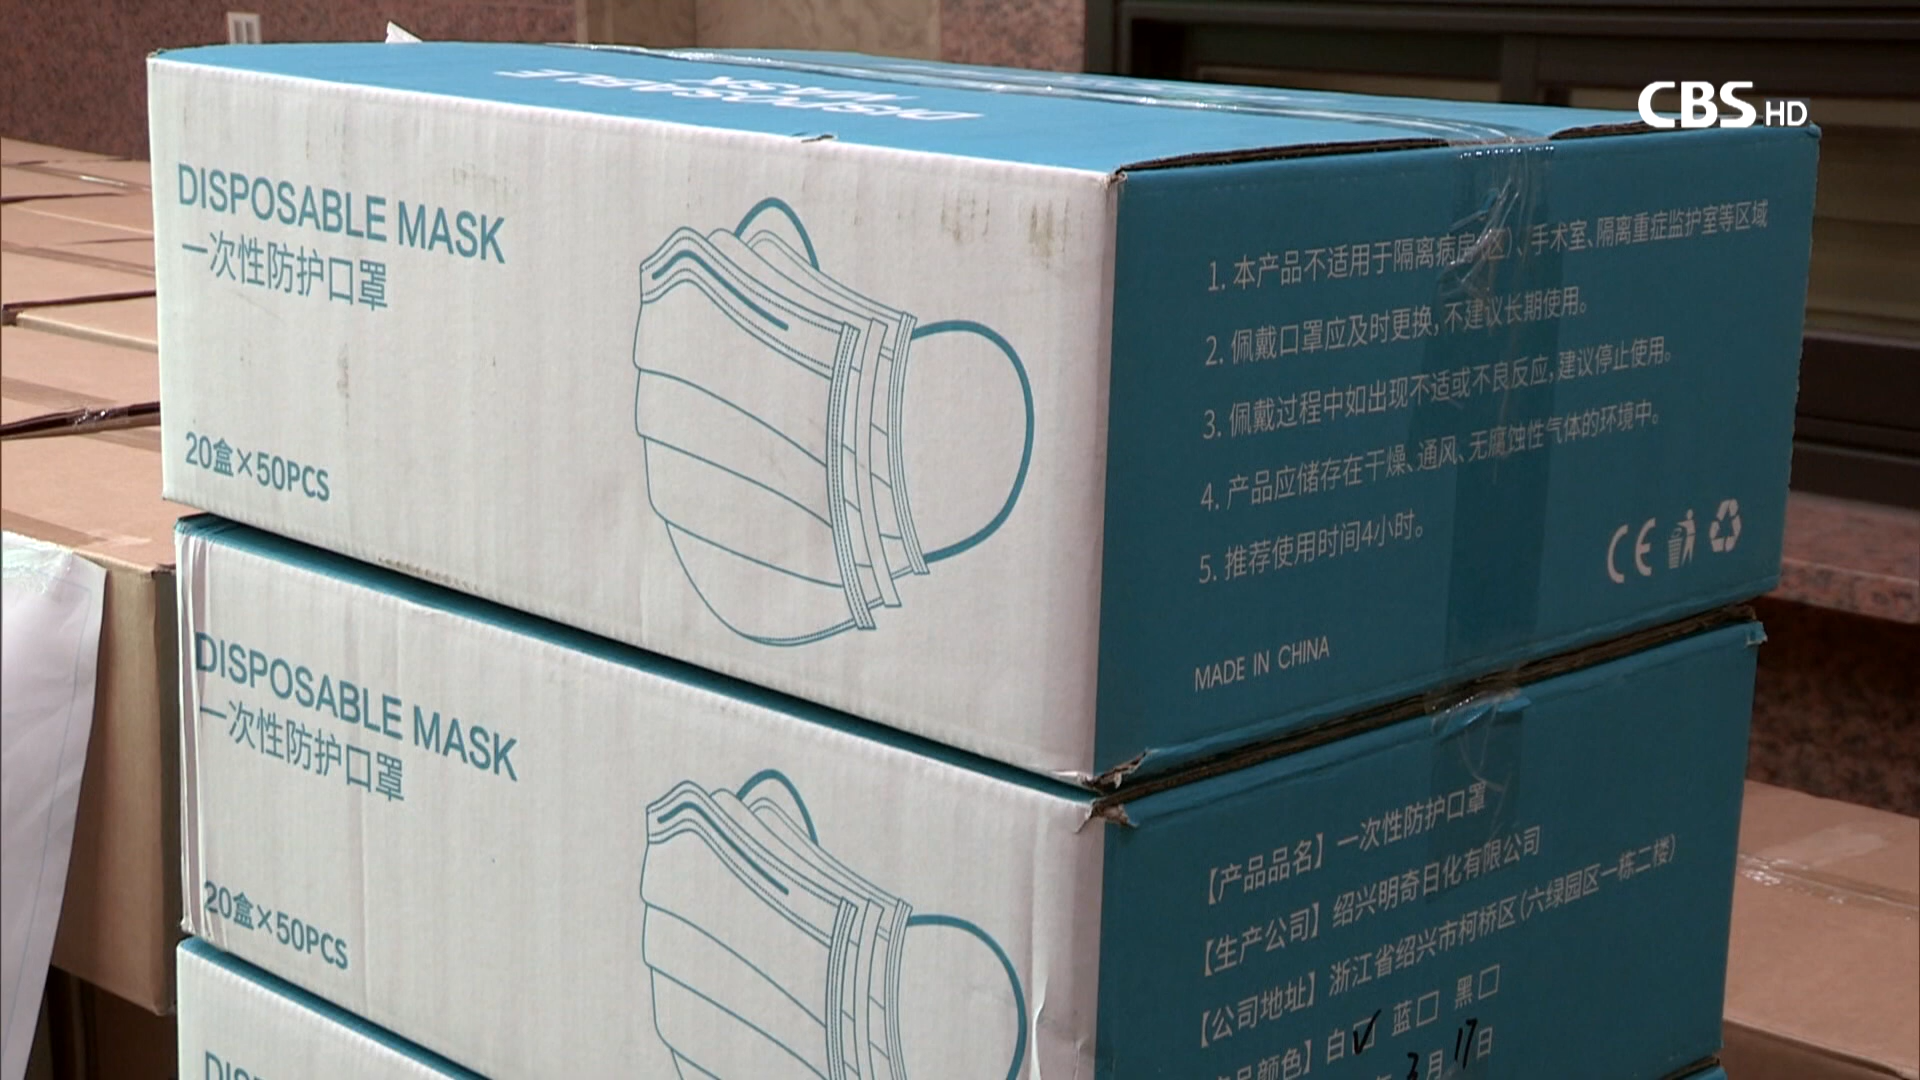 CBS HD
DISPOSABLE
MASK
DISPOSABLE MASK
一次性防护口罩
20盒×50PCS
1. 本产品不适用于隔离病房(区)、手术室、隔离重症监护室等区域
2. 佩戴口罩应及时更换,不建议长期使用。
3. 佩戴过程中如出现不适或不良反应,建议停止使用。
4. 产品应储存在干燥、通风、无腐蚀性气体的环境中。
5. 推荐使用时间4小时。
CE
MADE IN CHINA
DISPOSABLE MASK
一次性防护口罩
20盒×50PCS
【产品品名】一次性防护口罩
【生产公司】绍兴明奇日化有限公司
【公司地址】浙江省绍兴市柯桥区(六绿园区一栋二楼)
品颜色】白☑ 蓝□ 黑□
3月17日